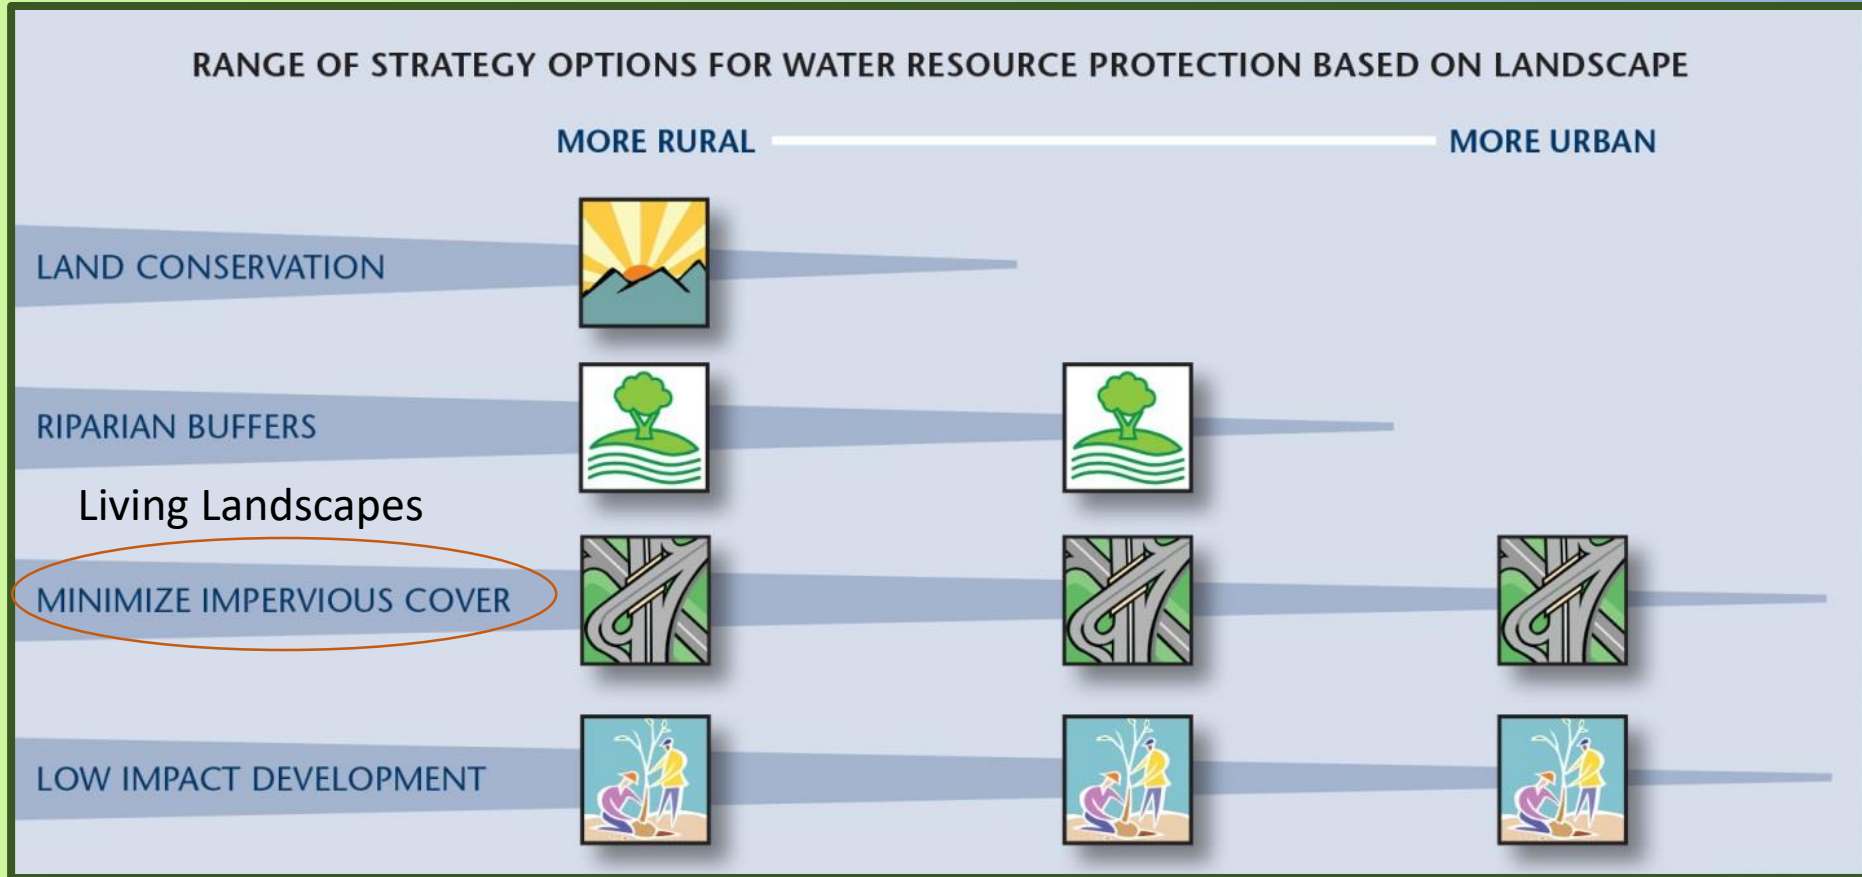 RANGE OF STRATEGY OPTIONS FOR WATER RESOURCE PROTECTION BASED ON LANDSCAPE
MORE RURAL MORE URBAN
LAND CONSERVATION
RIPARIAN BUFFERS
Living Landscapes
MINIMIZE IMPERVIOUS COVER
LOW IMPACT DEVELOPMENT